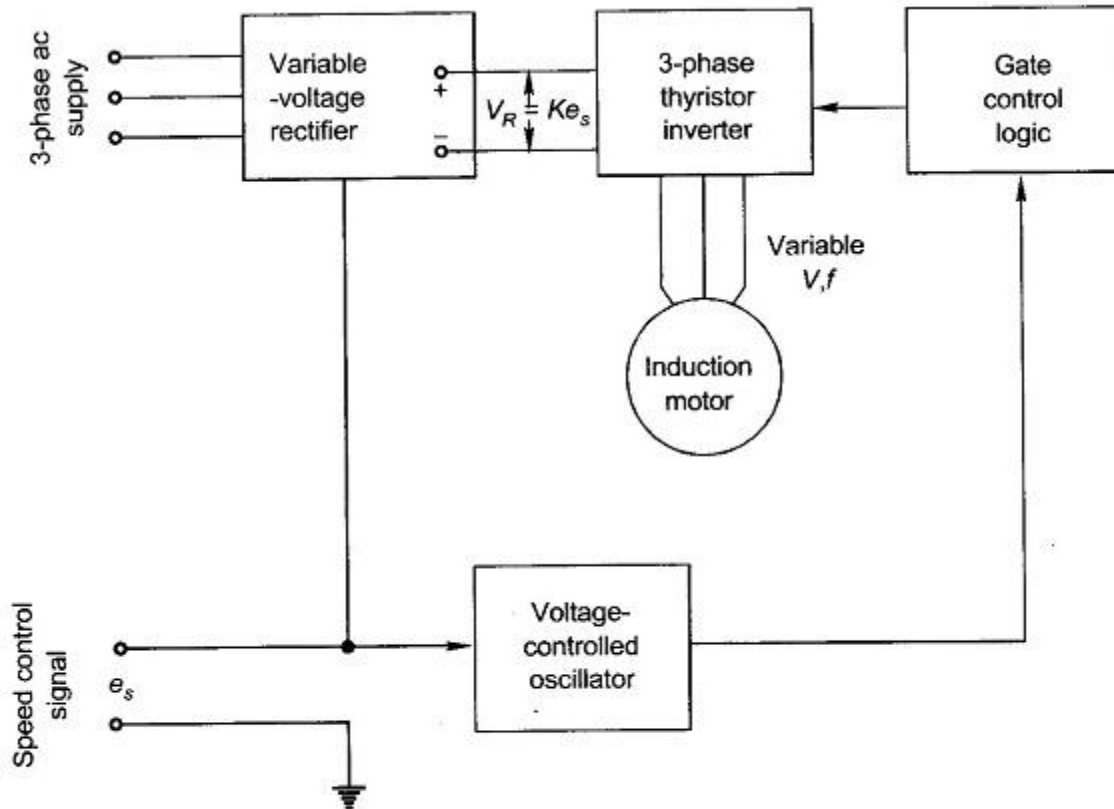 3-phase ac
supply
Variable
-voltage
rectifier
+
–
V_R = Ke_s
3-phase
thyristor
inverter
Gate
control
logic
Variable
V,f
Induction
motor
Speed control
signal
e_s
Voltage-
controlled
oscillator